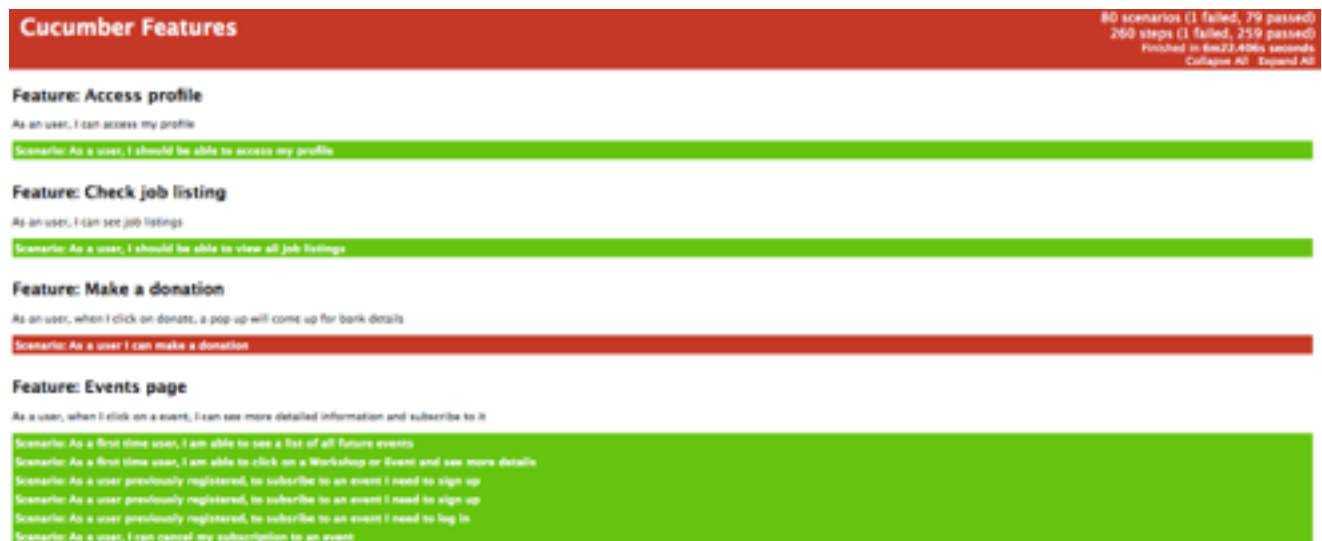 Cucumber Features
80 scenarios (1 failed, 79 passed)
260 steps (1 failed, 259 passed)
Finished in 6m22.406s seconds
Collapse All Expand All
Feature: Access profile
As an user, I can access my profile
Scenario: As a user, I should be able to access my profile
Feature: Check job listing
As an user, I can see job listings
Scenario: As a user, I should be able to view all job listings
Feature: Make a donation
As an user, when I click on donate, a pop up will come up for bank details
Scenario: As a user I can make a donation
Feature: Events page
As a user, when I click on a event, I can see more detailed information and subscribe to it
Scenario: As a first time user, I am able to see a list of all future events
Scenario: As a first time user, I am able to click on a Workshop or Event and see more details
Scenario: As a user previously registered, to subsribe to an event I need to sign up
Scenario: As a user previously registered, to subsribe to an event I need to sign up
Scenario: As a user previously registered, to subsribe to an event I need to log in
Scenario: As a user, I can cancel my subscription to an event